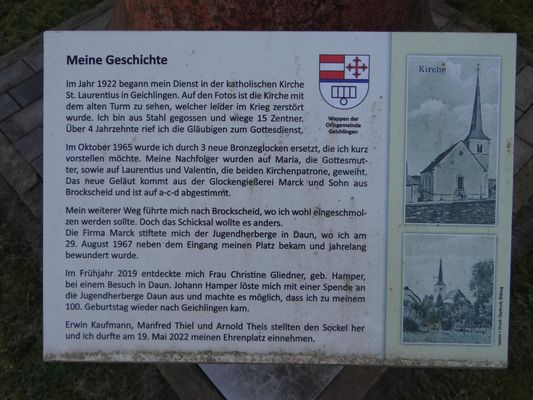 Meine Geschichte
Im Jahr 1922 begann mein Dienst in der katholischen Kirche
St. Laurentius in Geichlingen. Auf den Fotos ist die Kirche mit
dem alten Turm zu sehen, welcher leider im Krieg zerstört
wurde. Ich bin aus Stahl gegossen und wiege 15 Zentner.
Über 4 Jahrzehnte rief ich die Gläubigen zum Gottesdienst,
Im Oktober 1965 wurde ich durch 3 neue Bronzeglocken ersetzt, die ich kurz
vorstellen möchte. Meine Nachfolger wurden auf Maria, die Gottesmut-
ter, sowie auf Laurentius und Valentin, die beiden Kirchenpatrone, geweiht.
Das neue Geläut kommt aus der Glockengießerei Marck und Sohn aus
Brockscheid und ist auf a-c-d abgestimmt.
Mein weiterer Weg führte mich nach Brockscheid, wo ich wohl eingeschmol-
zen werden sollte. Doch das Schicksal wollte es anders.
Die Firma Marck stiftete mich der Jugendherberge in Daun, wo ich am
29. August 1967 neben dem Eingang meinen Platz bekam und jahrelang
bewundert wurde.
Im Frühjahr 2019 entdeckte mich Frau Christine Gliedner, geb. Hamper,
bei einem Besuch in Daun. Johann Hamper löste mich mit einer Spende an
die Jugendherberge Daun aus und machte es möglich, dass ich zu meinem
100. Geburtstag wieder nach Geichlingen kam.
Erwin Kaufmann, Manfred Thiel und Arnold Theis stellten den Sockel her
und ich durfte am 19. Mai 2022 meinen Ehrenplatz einnehmen.
Wappen der
Ortsgemeinde
Geichlingen
Kirche